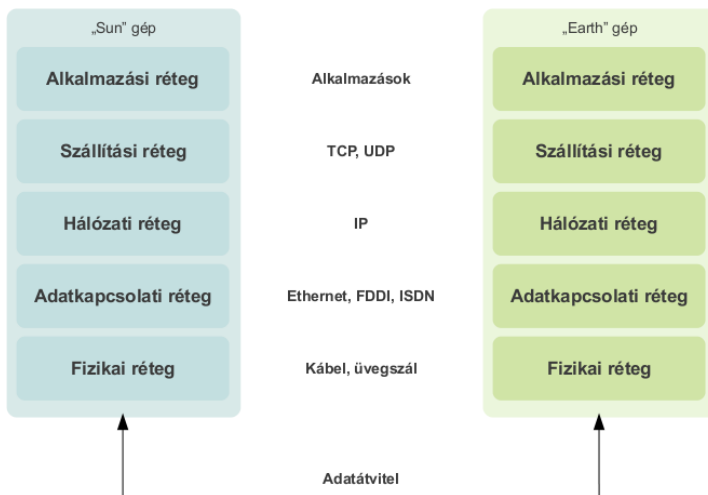 „Sun” gép
„Earth” gép
Alkalmazási réteg
Alkalmazások
Alkalmazási réteg
Szállítási réteg
TCP, UDP
Szállítási réteg
Hálózati réteg
IP
Hálózati réteg
Adatkapcsolati réteg
Ethernet, FDDI, ISDN
Adatkapcsolati réteg
Fizikai réteg
Kábel, üvegszál
Fizikai réteg
Adatátvitel